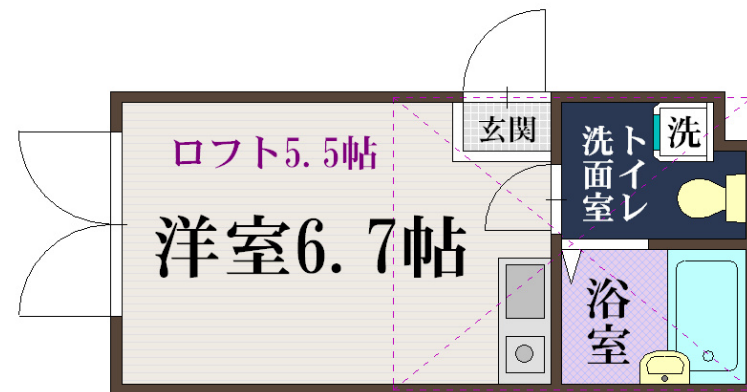 ロフト5.5帖
洋室6.7帖
玄関
洗
トイレ
洗面室
浴室